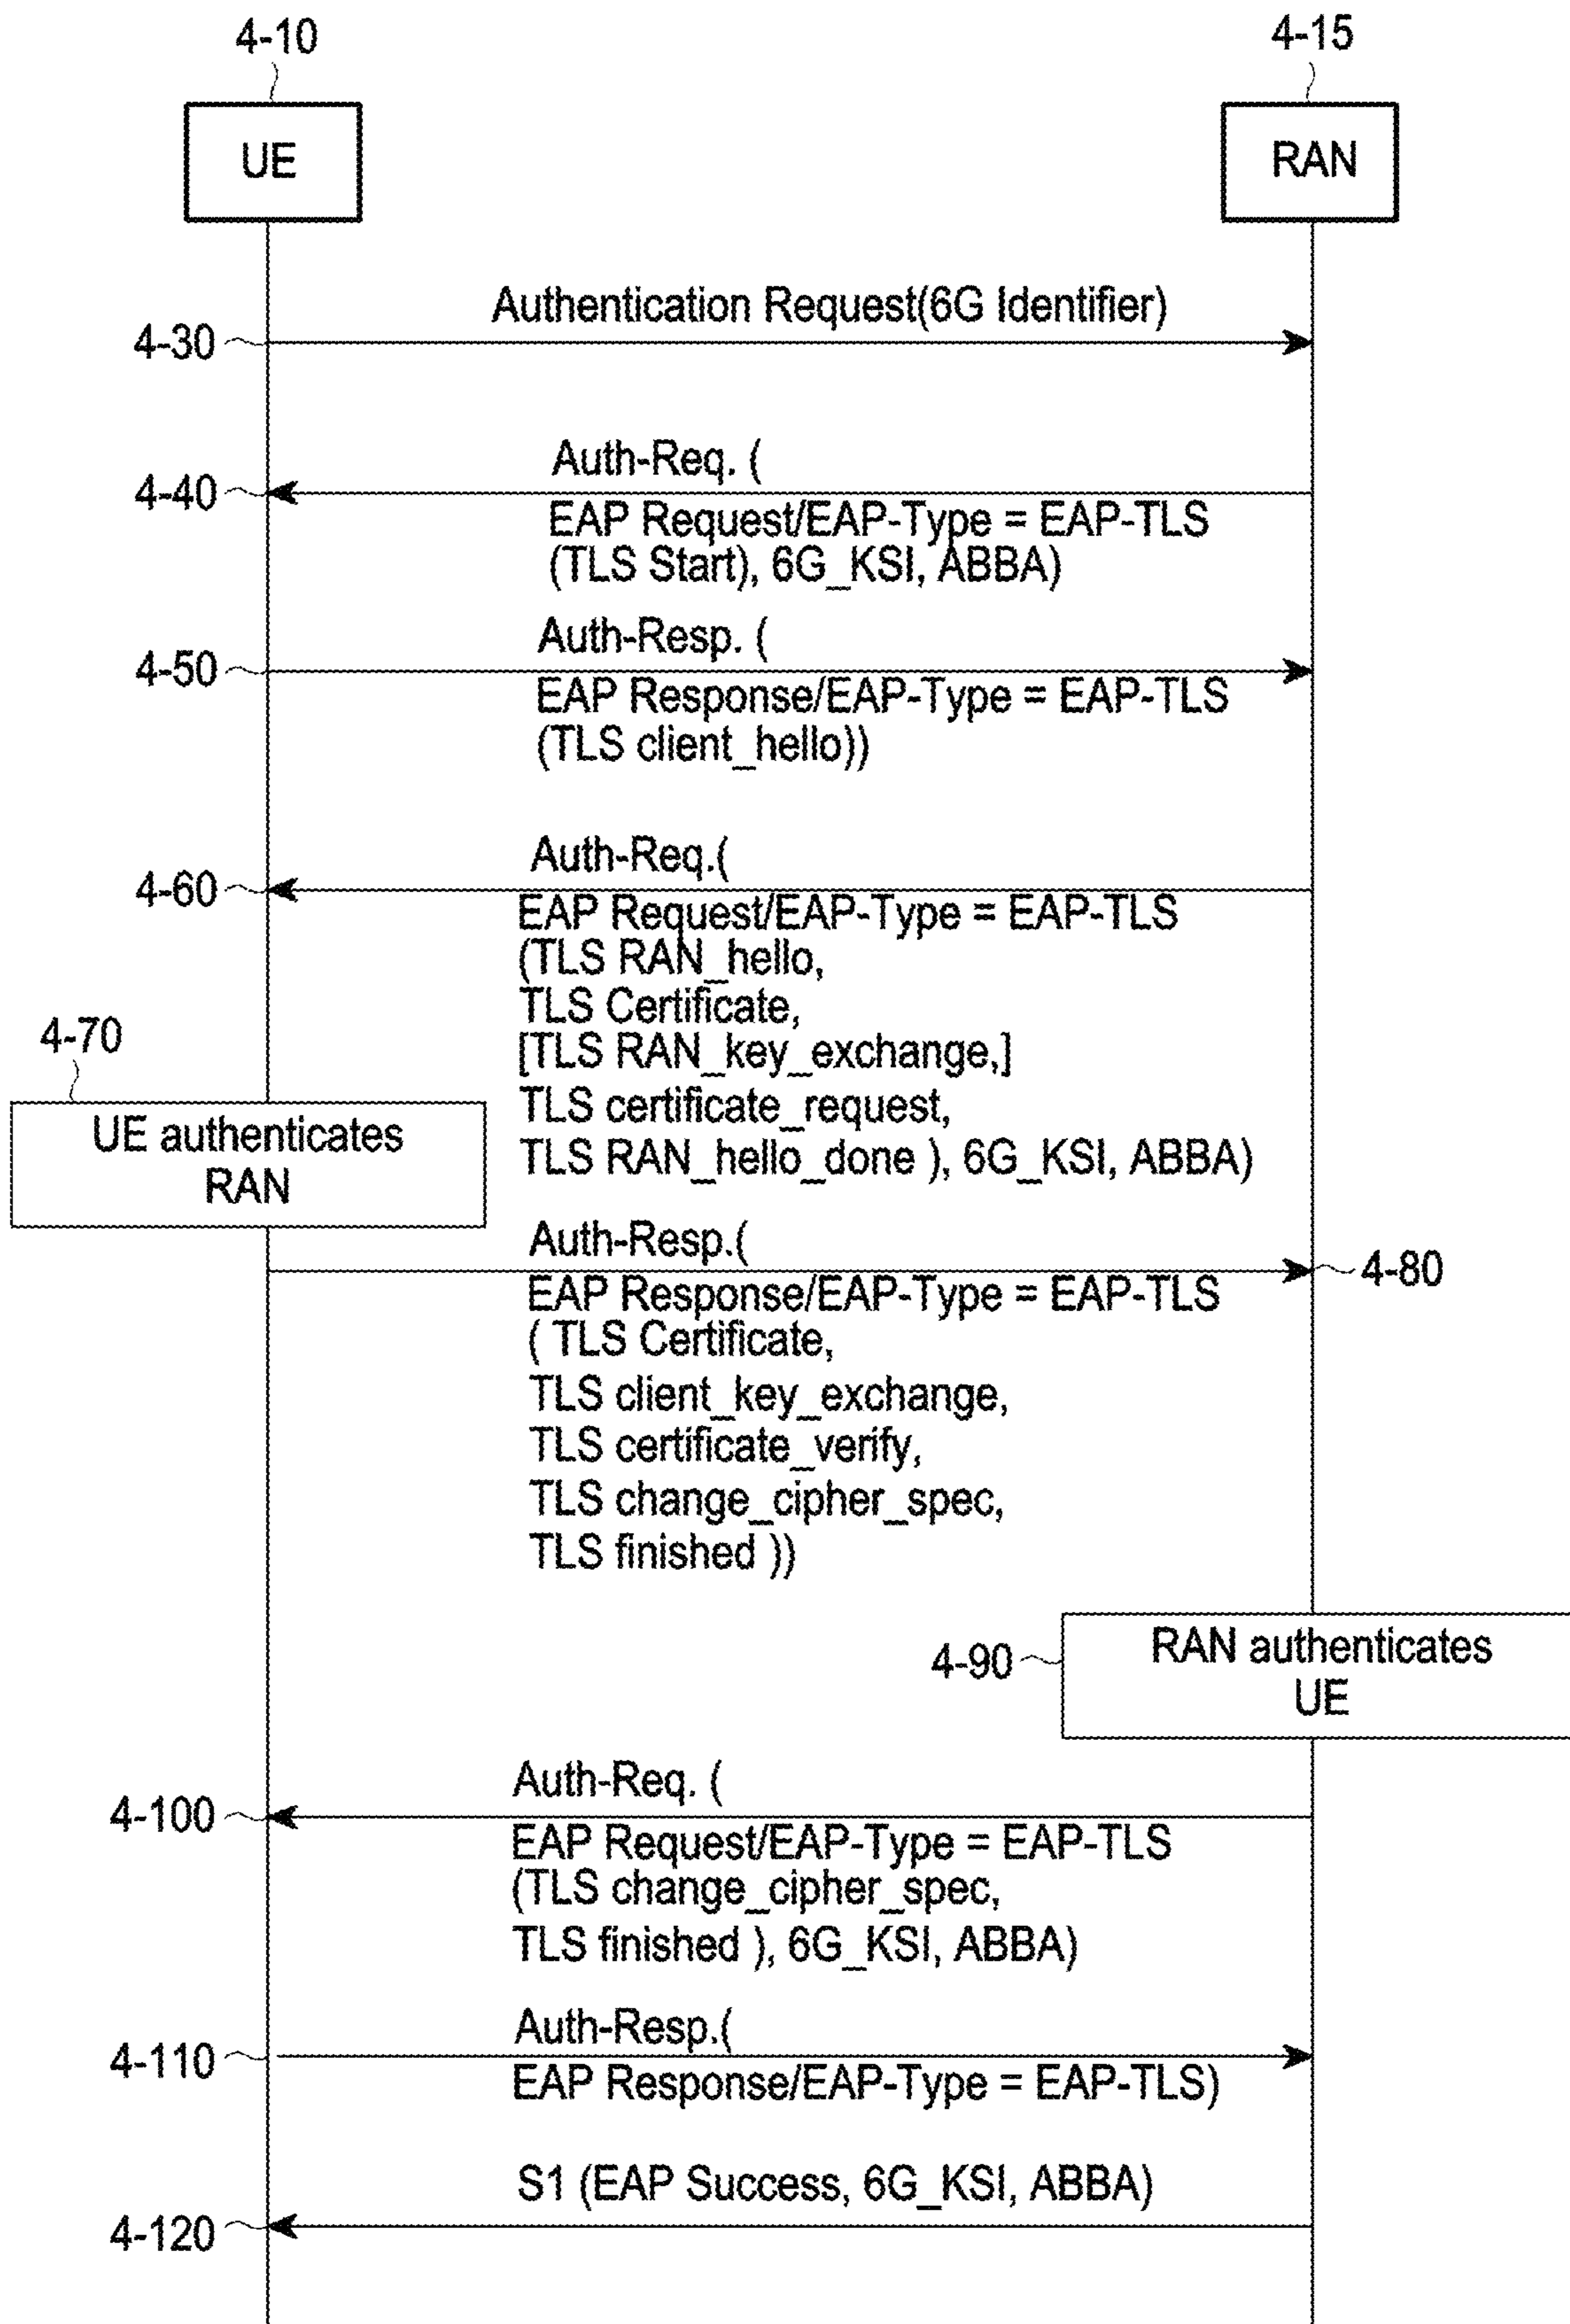 4-10
4-15
UE
RAN
Authentication Request(6G Identifier)
4-30
Auth-Req. (
4-40
EAP Request/EAP-Type = EAP-TLS
(TLS Start), 6G_KSI, ABBA)
Auth-Resp. (
4-50
EAP Response/EAP-Type = EAP-TLS
(TLS client_hello))
Auth-Req.(
4-60
EAP Request/EAP-Type = EAP-TLS
(TLS RAN_hello,
TLS Certificate,
[TLS RAN_key_exchange,]
TLS certificate_request,
TLS RAN_hello_done ), 6G_KSI, ABBA)
4-70
UE authenticates
RAN
Auth-Resp.(
4-80
EAP Response/EAP-Type = EAP-TLS
( TLS Certificate,
TLS client_key_exchange,
TLS certificate_verify,
TLS change_cipher_spec,
TLS finished ))
4-90
RAN authenticates
UE
Auth-Req. (
4-100
EAP Request/EAP-Type = EAP-TLS
(TLS change_cipher_spec,
TLS finished ), 6G_KSI, ABBA)
Auth-Resp.(
4-110
EAP Response/EAP-Type = EAP-TLS)
S1 (EAP Success, 6G_KSI, ABBA)
4-120